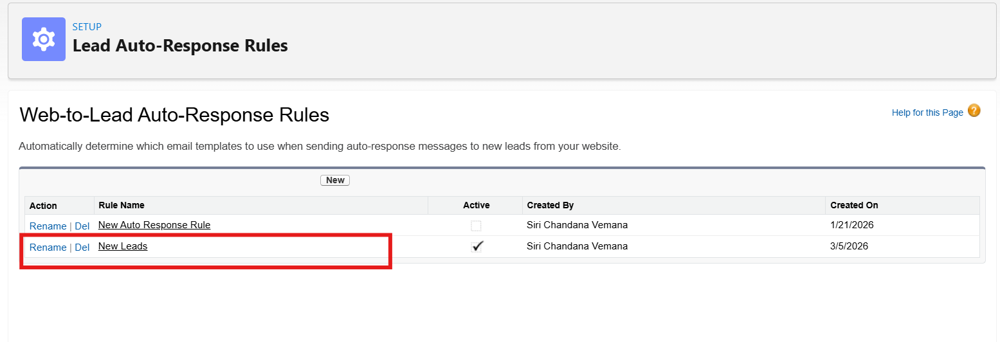 SETUP
Lead Auto-Response Rules
Web-to-Lead Auto-Response Rules
Help for this Page ?
Automatically determine which email templates to use when sending auto-response messages to new leads from your website.
New
Action Rule Name Active Created By Created On
Rename | Del New Auto Response Rule Siri Chandana Vemana 1/21/2026
Rename | Del New Leads Siri Chandana Vemana 3/5/2026